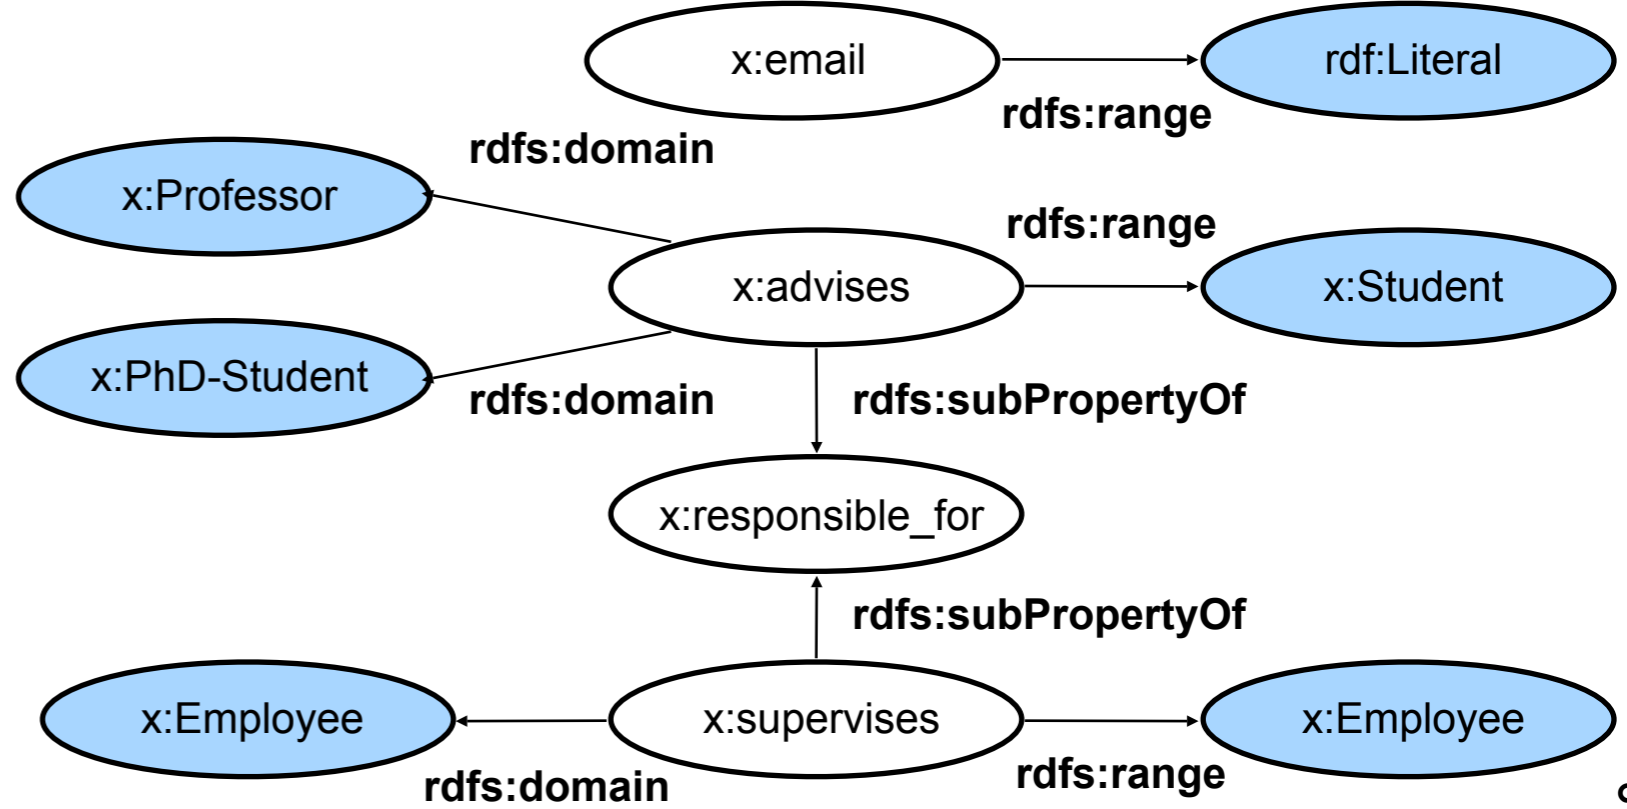 x:email
rdf:Literal
rdfs:range
rdfs:domain
x:Professor
rdfs:range
x:advises
x:Student
x:PhD-Student
rdfs:domain
rdfs:subPropertyOf
x:responsible_for
rdfs:subPropertyOf
x:Employee
x:supervises
x:Employee
rdfs:domain
rdfs:range